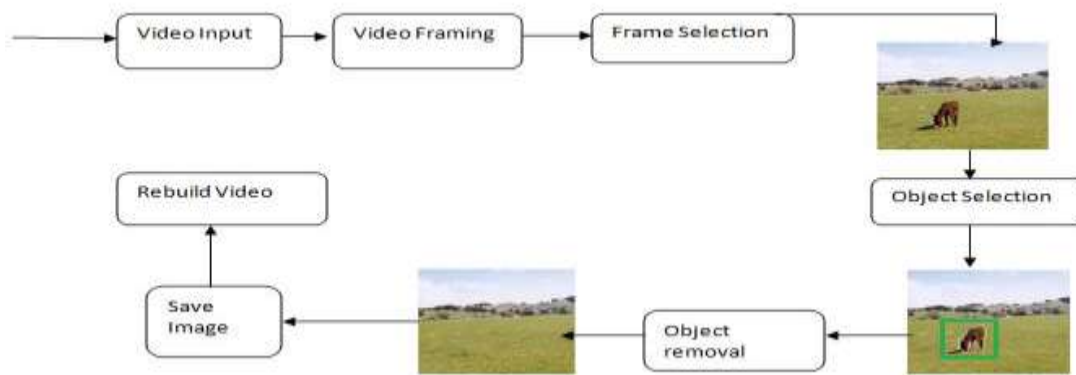 Video Input
Video Framing
Frame Selection
Object Selection
Object
removal
Save
Image
Rebuild Video